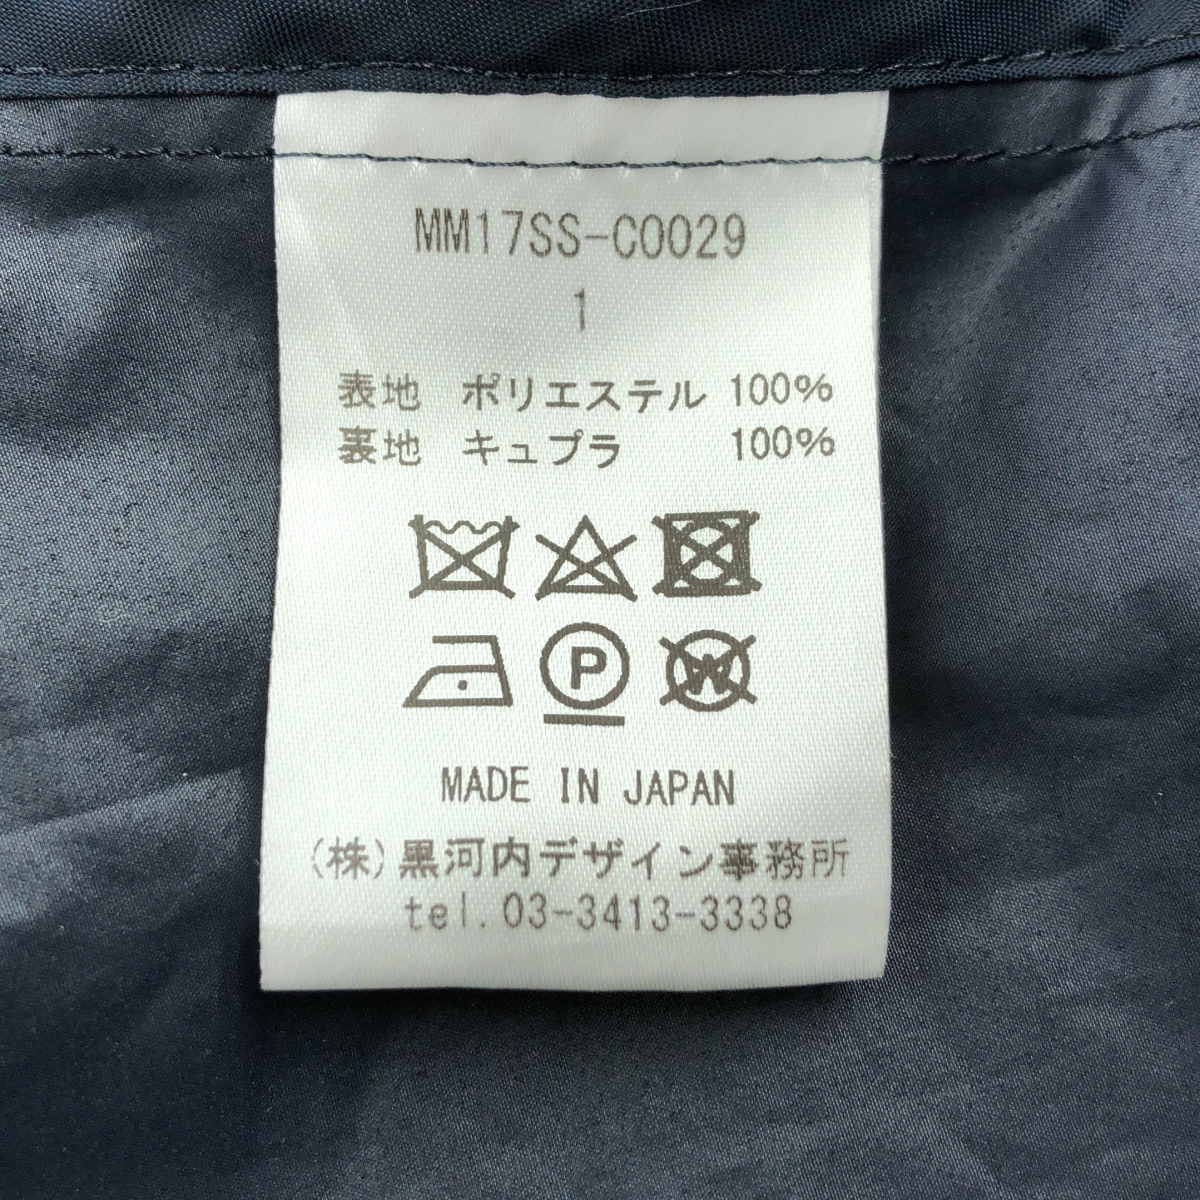 MM17SS-C0029
1
表地 ポリエステル 100%
裏地 キュプラ 100%
P
W
MADE IN JAPAN
(株)黒河内デザイン事務所
tel.03-3413-3338